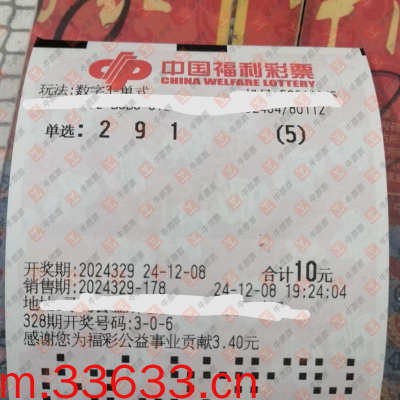 中国福利彩票
CHINA WELFARE LOTTERY
玩法:数字3-单式
单选: 2 9 1 (5)
开奖期:2024329 24-12-08 合计10元
销售期:2024329-178 24-12-08 19:24:04
328期开奖号码:3-0-6
感谢您为福彩公益事业贡献3.40元
m.33633.cn